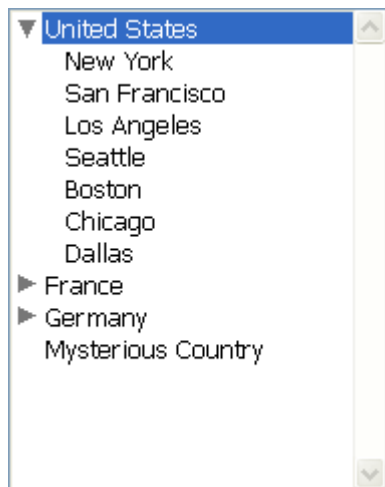 United States
New York
San Francisco
Los Angeles
Seattle
Boston
Chicago
Dallas
France
Germany
Mysterious Country